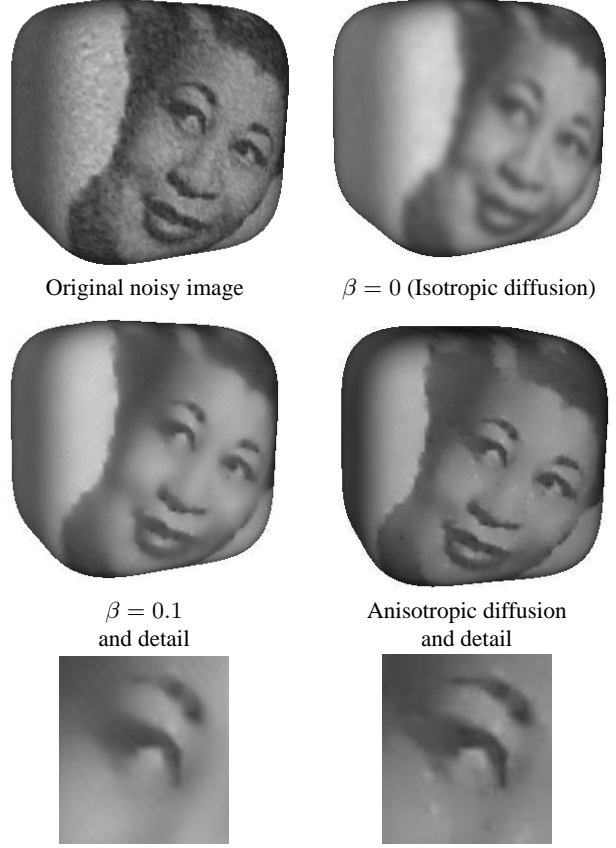 Original noisy image
β = 0 (Isotropic diffusion)
β = 0.1
and detail
Anisotropic diffusion
and detail